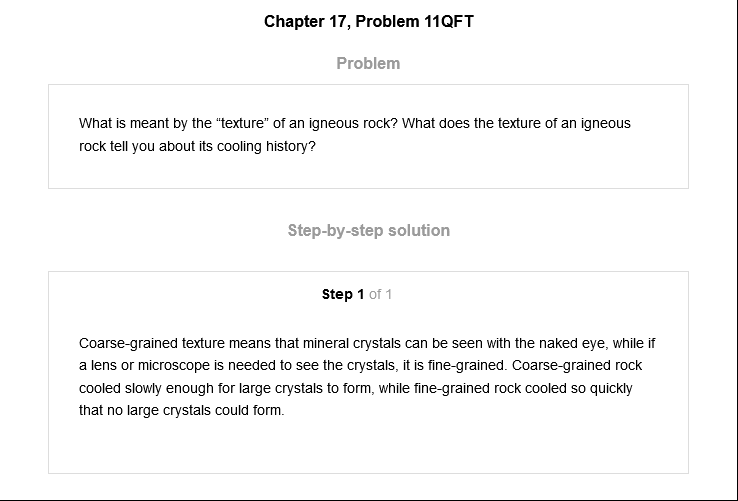 Chapter 17, Problem 11QFT
Problem
What is meant by the “texture” of an igneous rock? What does the texture of an igneous
rock tell you about its cooling history?
Step-by-step solution
Step 1 of 1
Coarse-grained texture means that mineral crystals can be seen with the naked eye, while if
a lens or microscope is needed to see the crystals, it is fine-grained. Coarse-grained rock
cooled slowly enough for large crystals to form, while fine-grained rock cooled so quickly
that no large crystals could form.